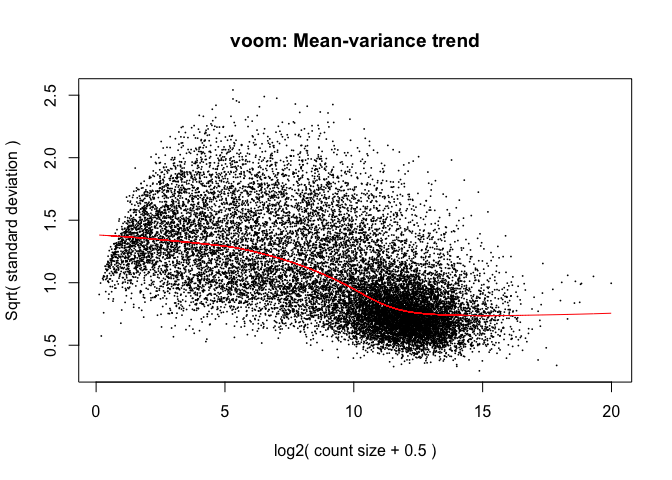 voom: Mean-variance trend
Sqrt( standard deviation )
2.5
2.0
1.5
1.0
0.5
0 5 10 15 20
log2( count size + 0.5 )